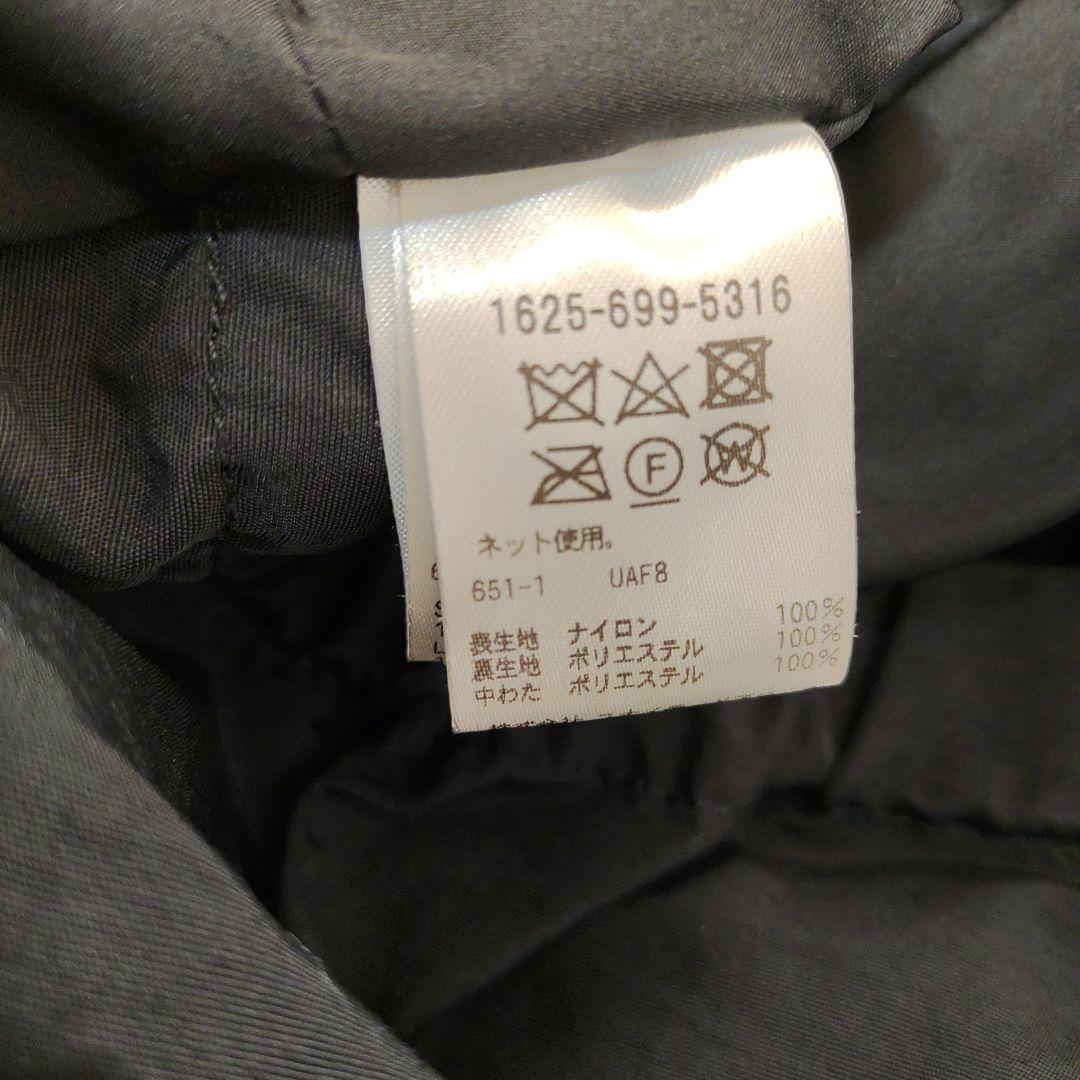 1625-699-5316
F W
ネット使用。
651-1 UAF8
表生地 ナイロン 100%
裏生地 ポリエステル 100%
中わた ポリエステル 100%